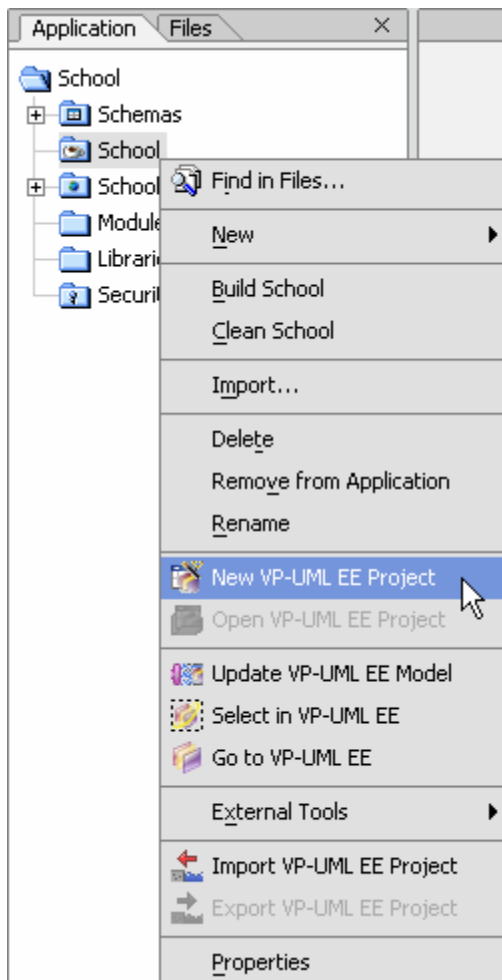 Application
Files
School
Schemas
School
School
Find in Files...
New
Build School
Clean School
Import...
Delete
Remove from Application
Rename
New VP-UML EE Project
Open VP-UML EE Project
Update VP-UML EE Model
Select in VP-UML EE
Go to VP-UML EE
External Tools
Import VP-UML EE Project
Export VP-UML EE Project
Properties